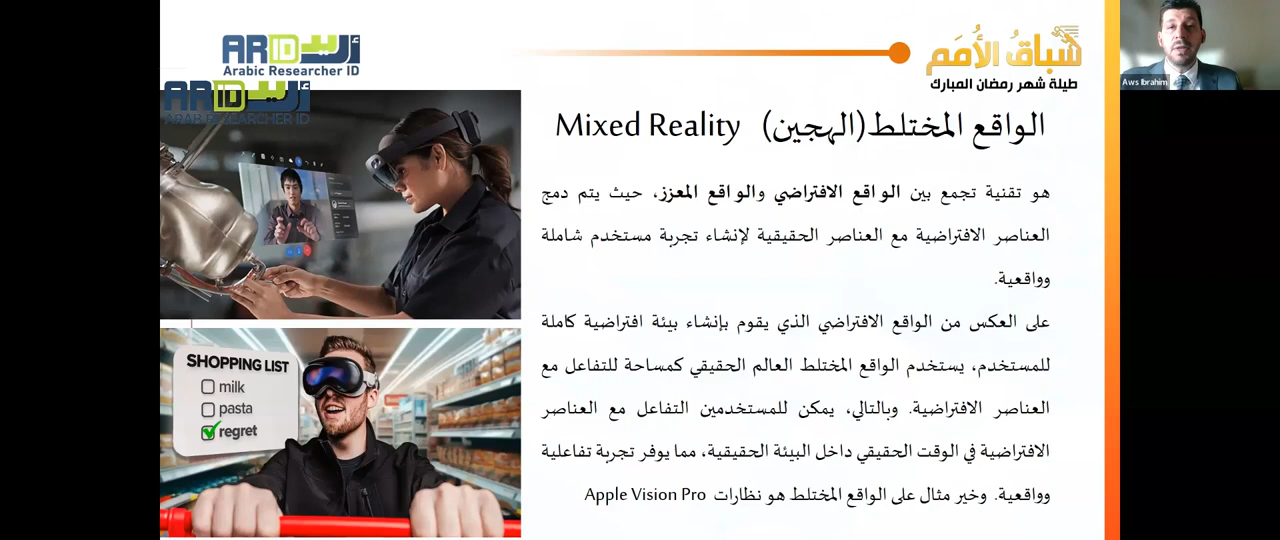 أريد ARID
Arabic Researcher ID
أريد ARID
ARAB RESEARCHER ID
سباقُ الأُمَم
طيلة شهر رمضان المبارك
Aws Ibrahim
الواقع المختلط(الهجين) Mixed Reality
هو تقنية تجمع بين الواقع الافتراضي والواقع المعزز، حيث يتم دمج
العناصر الافتراضية مع العناصر الحقيقية لإنشاء تجربة مستخدم شاملة
وواقعية.
على العكس من الواقع الافتراضي الذي يقوم بإنشاء بيئة افتراضية كاملة
للمستخدم، يستخدم الواقع المختلط العالم الحقيقي كمساحة للتفاعل مع
العناصر الافتراضية. وبالتالي، يمكن للمستخدمين التفاعل مع العناصر
الافتراضية في الوقت الحقيقي داخل البيئة الحقيقية، مما يوفر تجربة تفاعلية
وواقعية. وخير مثال على الواقع المختلط هو نظارات Apple Vision Pro
SHOPPING LIST
milk
pasta
regret